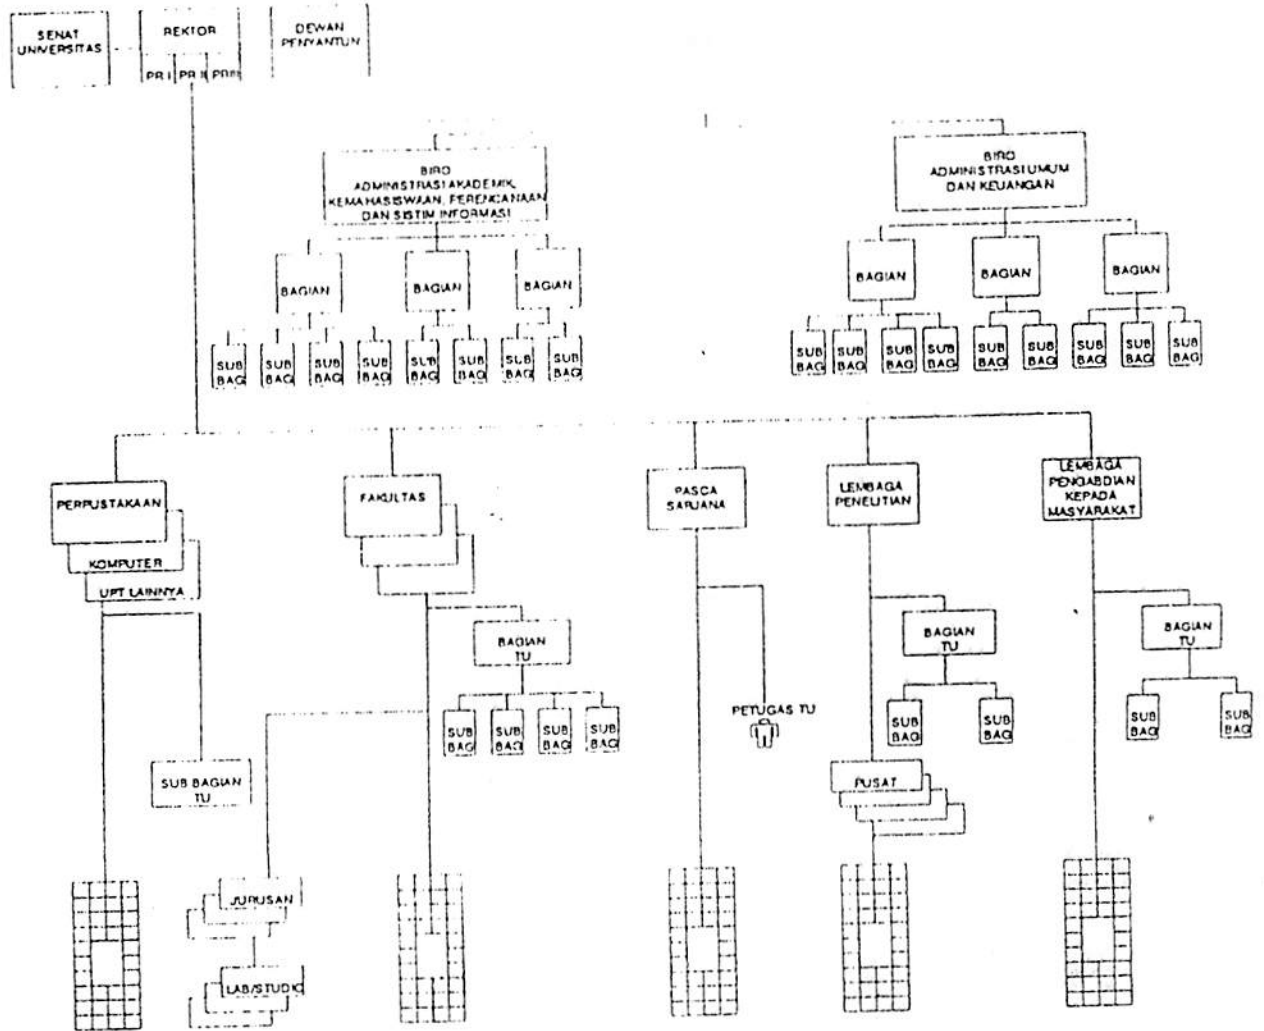 SENAT
UNIVERSITAS
REKTOR
PR I PR II PR III
DEWAN
PENYANTUN
BIRO
ADMINISTRASI AKADEMIK,
KEMAHASISWAAN, PERENCANAAN
DAN SISTIM INFORMASI
BIRO
ADMINISTRASI UMUM
DAN KEUANGAN
BAGIAN
BAGIAN
BAGIAN
BAGIAN
BAGIAN
BAGIAN
SUB
BAG
SUB
BAG
SUB
BAG
SUB
BAG
SUB
BAG
SUB
BAG
SUB
BAG
SUB
BAG
SUB
BAG
SUB
BAG
SUB
BAG
SUB
BAG
SUB
BAG
SUB
BAG
SUB
BAG
SUB
BAG
SUB
BAG
PERPUSTAKAAN
KOMPUTER
UPT LAINNYA
FAKULTAS
PASCA
SARJANA
LEMBAGA
PENELITIAN
LEMBAGA
PENGABDIAN
KEPADA
MASYARAKAT
BAGIAN
TU
BAGIAN
TU
BAGIAN
TU
SUB
BAG
SUB
BAG
SUB
BAG
SUB
BAG
PETUGAS TU
SUB
BAG
SUB
BAG
SUB
BAG
SUB
BAG
SUB BAGIAN
TU
PUSAT
JURUSAN
LAB/STUDIO